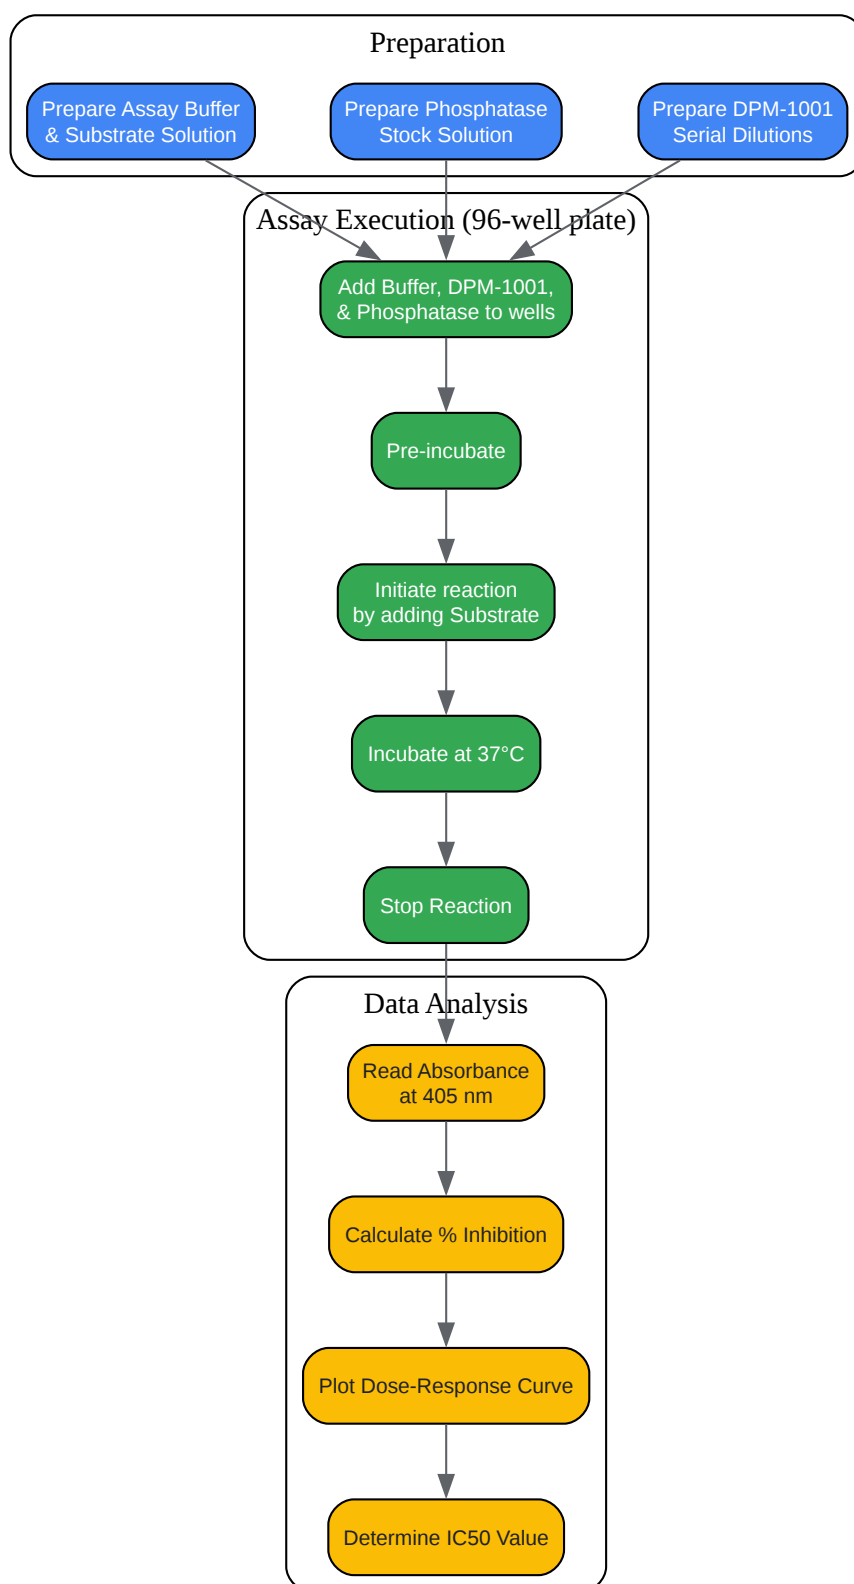 Preparation
Prepare Assay Buffer
& Substrate Solution
Prepare Phosphatase
Stock Solution
Prepare DPM-1001
Serial Dilutions
Assay Execution (96-well plate)
Add Buffer, DPM-1001,
& Phosphatase to wells
Pre-incubate
Initiate reaction
by adding Substrate
Incubate at 37°C
Stop Reaction
Data Analysis
Read Absorbance
at 405 nm
Calculate % Inhibition
Plot Dose-Response Curve
Determine IC50 Value